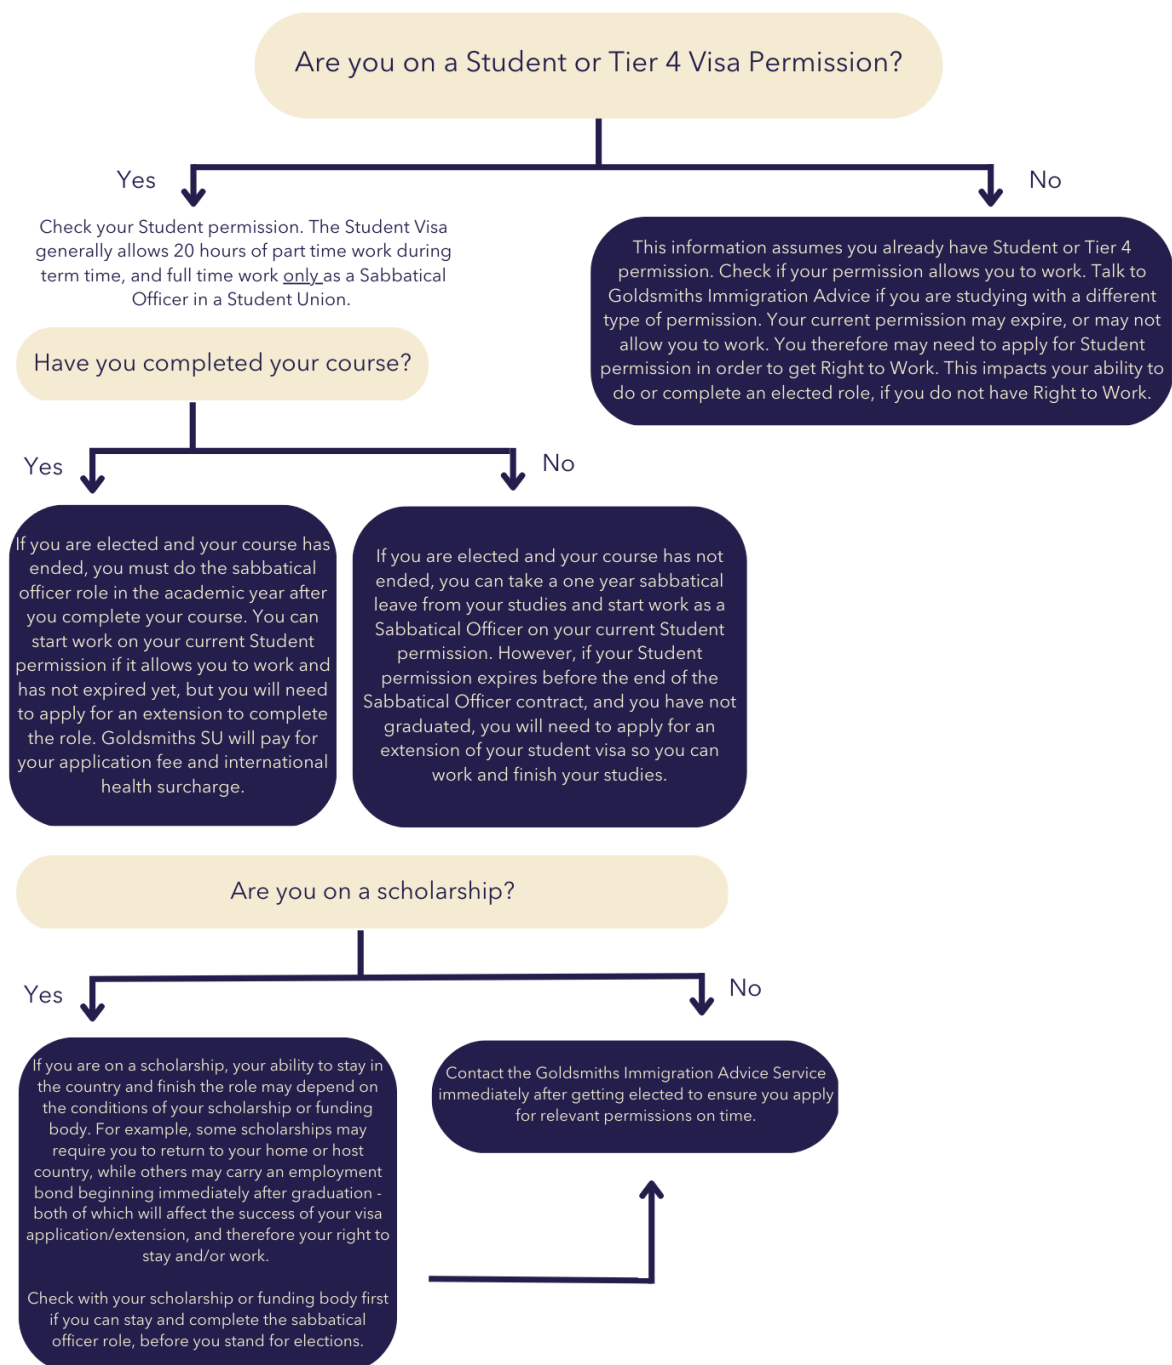 Are you on a Student or Tier 4 Visa Permission?
Yes
No
Check your Student permission. The Student Visa
generally allows 20 hours of part time work during
term time, and full time work only as a Sabbatical
Officer in a Student Union.
This information assumes you already have Student or Tier 4
permission. Check if your permission allows you to work. Talk to
Goldsmiths Immigration Advice if you are studying with a different
type of permission. Your current permission may expire, or may not
allow you to work. You therefore may need to apply for Student
permission in order to get Right to Work. This impacts your ability to
do or complete an elected role, if you do not have Right to Work.
Have you completed your course?
Yes
No
If you are elected and your course has
ended, you must do the sabbatical
officer role in the academic year after
you complete your course. You can
start work on your current Student
permission if it allows you to work and
has not expired yet, but you will need
to apply for an extension to complete
the role. Goldsmiths SU will pay for
your application fee and international
health surcharge.
If you are elected and your course has not
ended, you can take a one year sabbatical
leave from your studies and start work as a
Sabbatical Officer on your current Student
permission. However, if your Student
permission expires before the end of the
Sabbatical Officer contract, and you have not
graduated, you will need to apply for an
extension of your student visa so you can
work and finish your studies.
Are you on a scholarship?
Yes
No
If you are on a scholarship, your ability to stay in
the country and finish the role may depend on
the conditions of your scholarship or funding
body. For example, some scholarships may
require you to return to your home or host
country, while others may carry an employment
bond beginning immediately after graduation -
both of which will affect the success of your visa
application/extension, and therefore your right to
stay and/or work.
Check with your scholarship or funding body first
if you can stay and complete the sabbatical
officer role, before you stand for elections.
Contact the Goldsmiths Immigration Advice Service
immediately after getting elected to ensure you apply
for relevant permissions on time.